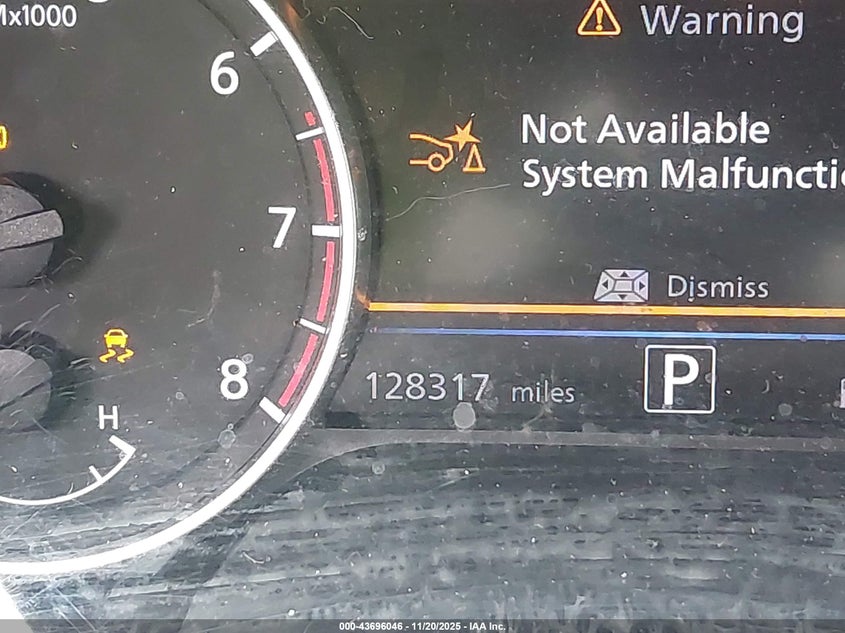 x1000
Warning
6
Not Available
System Malfuncti
7
Dismiss
8
128317 miles
P
H
000-43696046 - 11/20/2025 - IAA Inc.